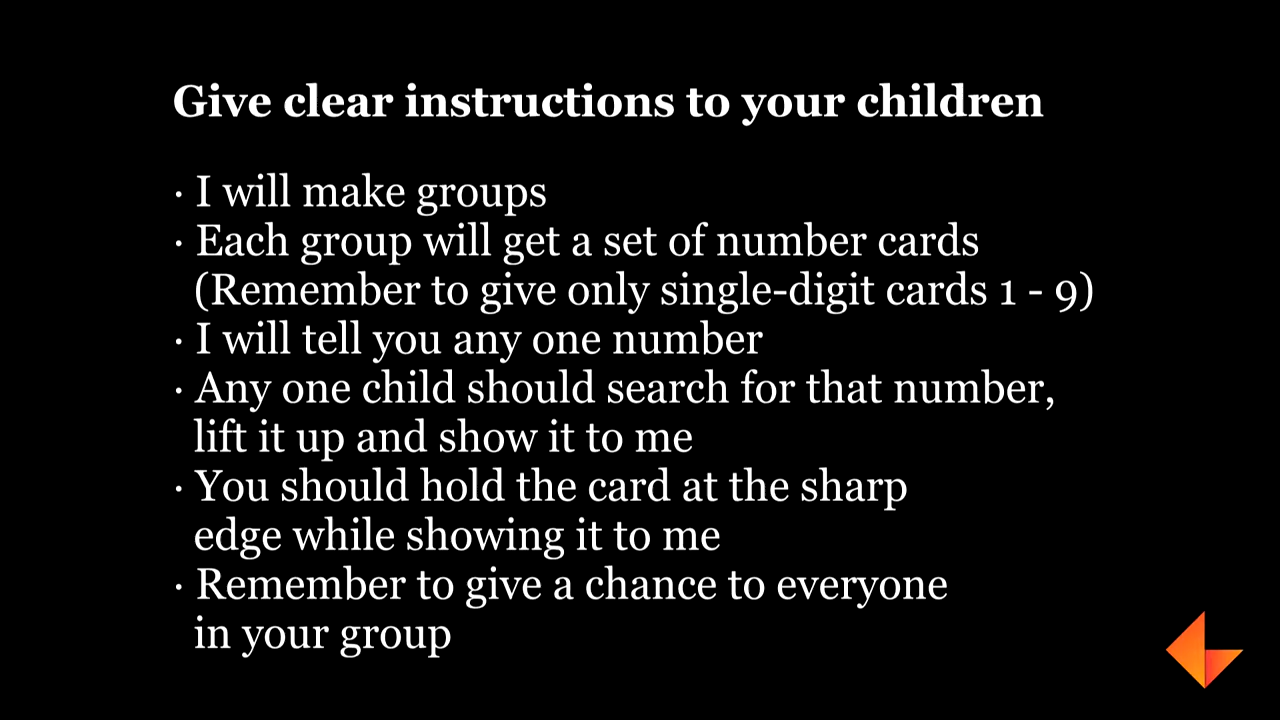 Give clear instructions to your children
· I will make groups
· Each group will get a set of number cards
(Remember to give only single-digit cards 1 - 9)
· I will tell you any one number
· Any one child should search for that number,
lift it up and show it to me
· You should hold the card at the sharp
edge while showing it to me
· Remember to give a chance to everyone
in your group